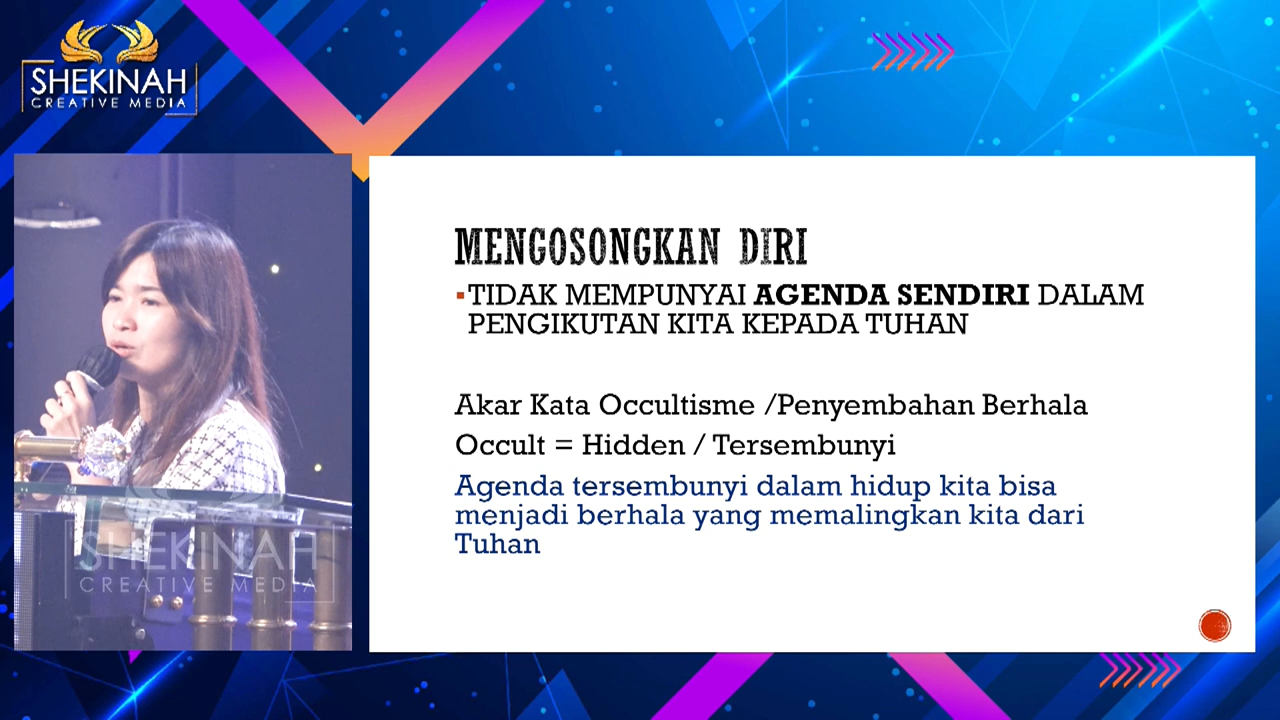 SHEKINAH
CREATIVE MEDIA
MENGOSONGKAN DIRI
▪TIDAK MEMPUNYAI AGENDA SENDIRI DALAM
PENGIKUTAN KITA KEPADA TUHAN
Akar Kata Occultisme /Penyembahan Berhala
Occult = Hidden / Tersembunyi
Agenda tersembunyi dalam hidup kita bisa
menjadi berhala yang memalingkan kita dari
Tuhan
SHEKINAH
CREATIVE MEDIA